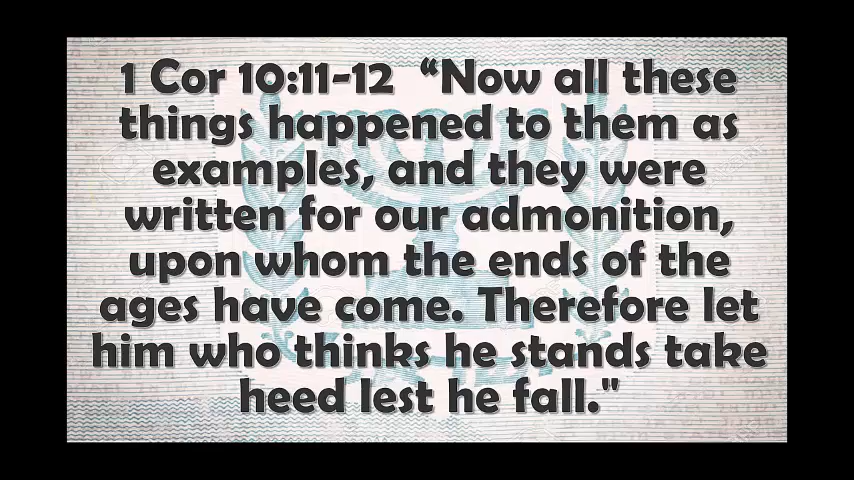 1 Cor 10:11-12 “Now all these
things happened to them as
examples, and they were
written for our admonition,
upon whom the ends of the
ages have come. Therefore let
him who thinks he stands take
heed lest he fall."